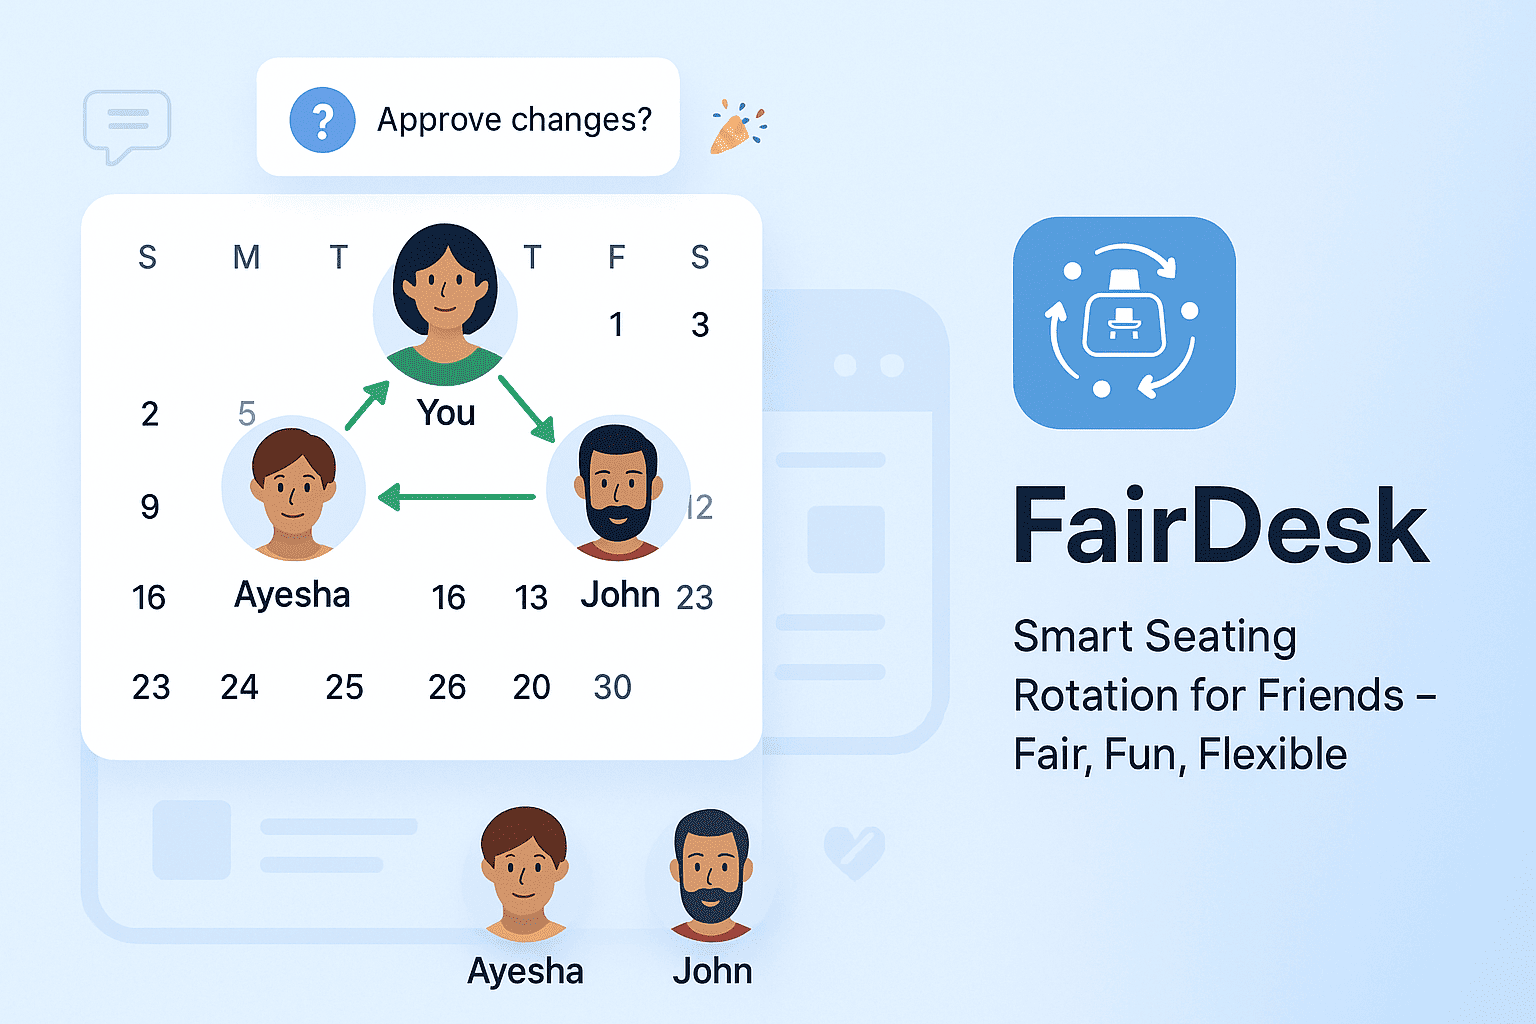 ? Approve changes?
S M T T F S
1 3
2 5 You
9 12
16 Ayesha 16 13 John 23
23 24 25 26 20 30
Ayesha John
FairDesk
Smart Seating
Rotation for Friends –
Fair, Fun, Flexible